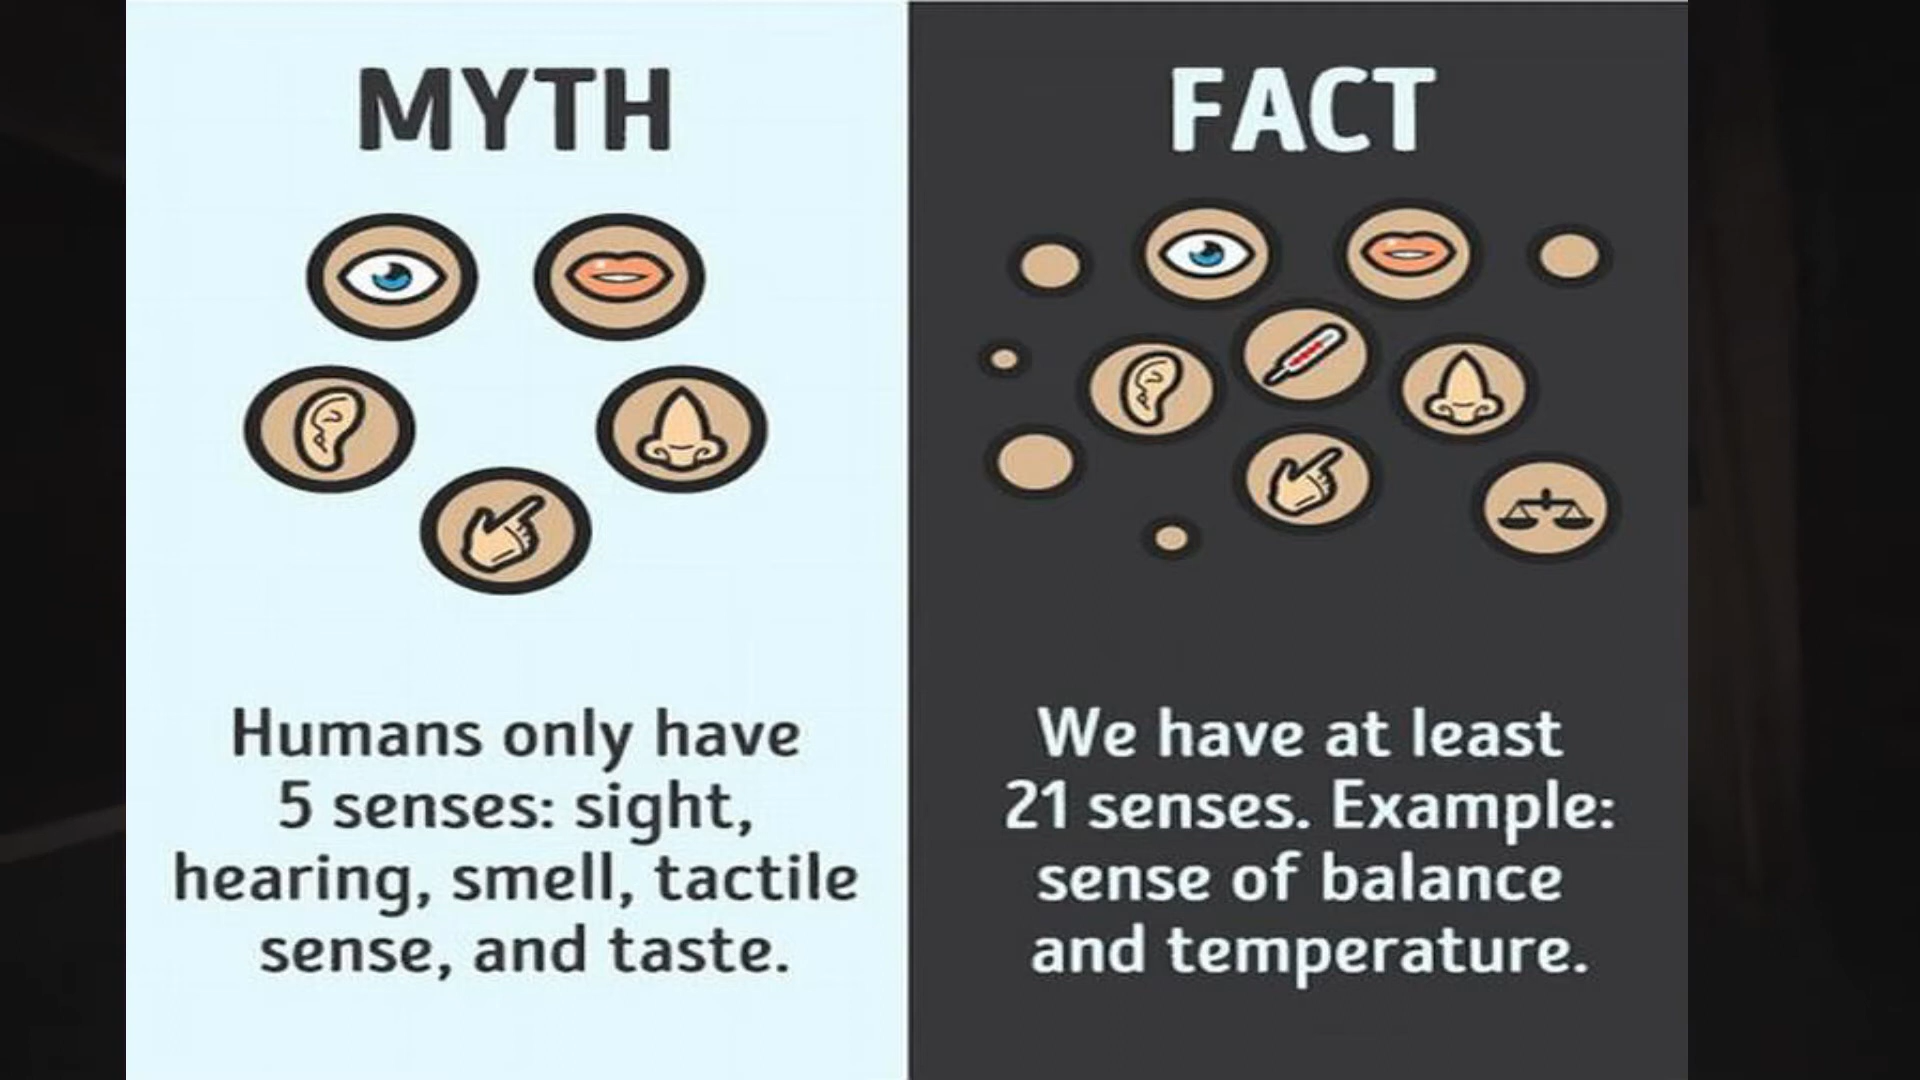 MYTH
Humans only have
5 senses: sight,
hearing, smell, tactile
sense, and taste.
FACT
We have at least
21 senses. Example:
sense of balance
and temperature.